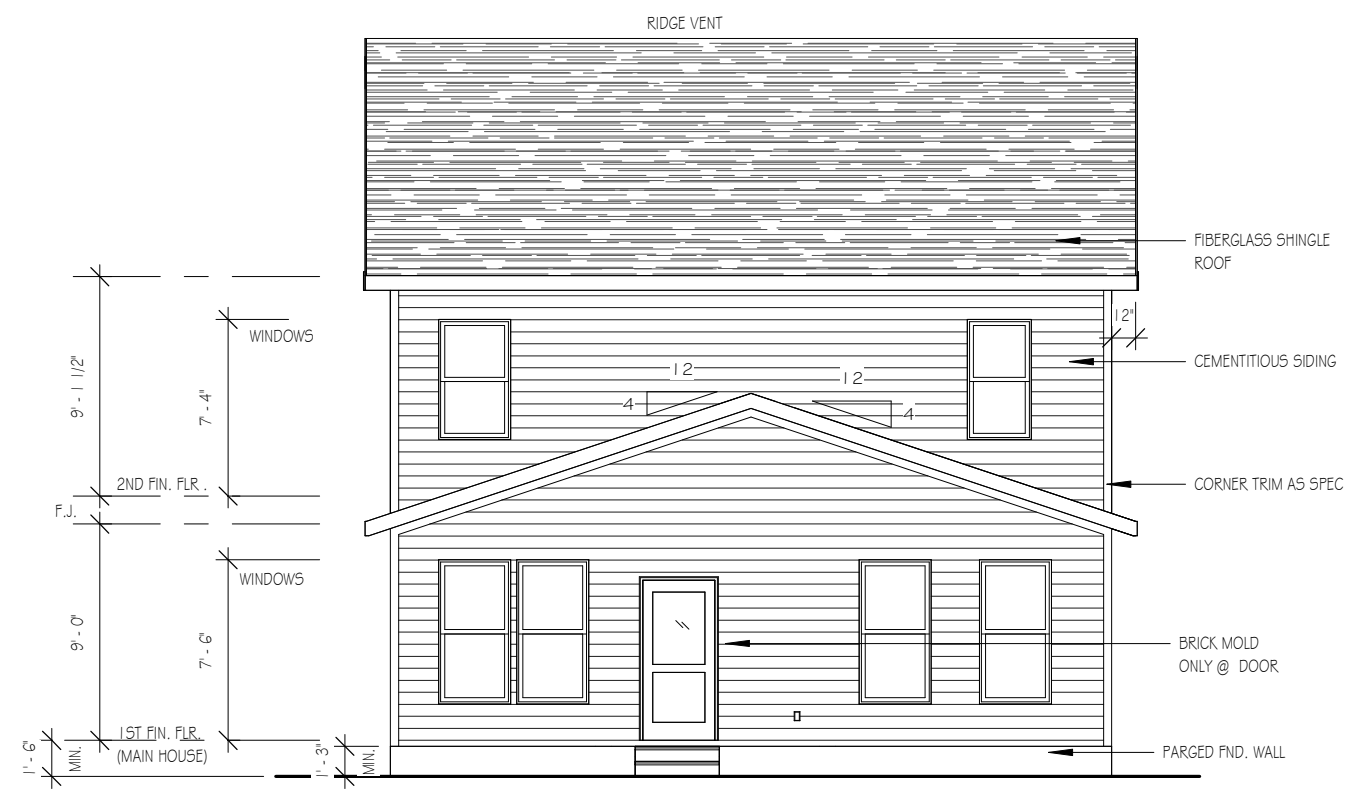 RIDGE VENT
FIBERGLASS SHINGLE
ROOF
12"
WINDOWS
CEMENTITIOUS SIDING
9' - 1 1/2"
7' - 4"
12
12
4
4
2ND FIN. FLR .
CORNER TRIM AS SPEC
F.J.
WINDOWS
9' - 0"
7' - 6"
BRICK MOLD
ONLY @ DOOR
1ST FIN. FLR.
(MAIN HOUSE)
1' - 6"
MIN.
1' - 3"
MIN.
PARGED FND. WALL